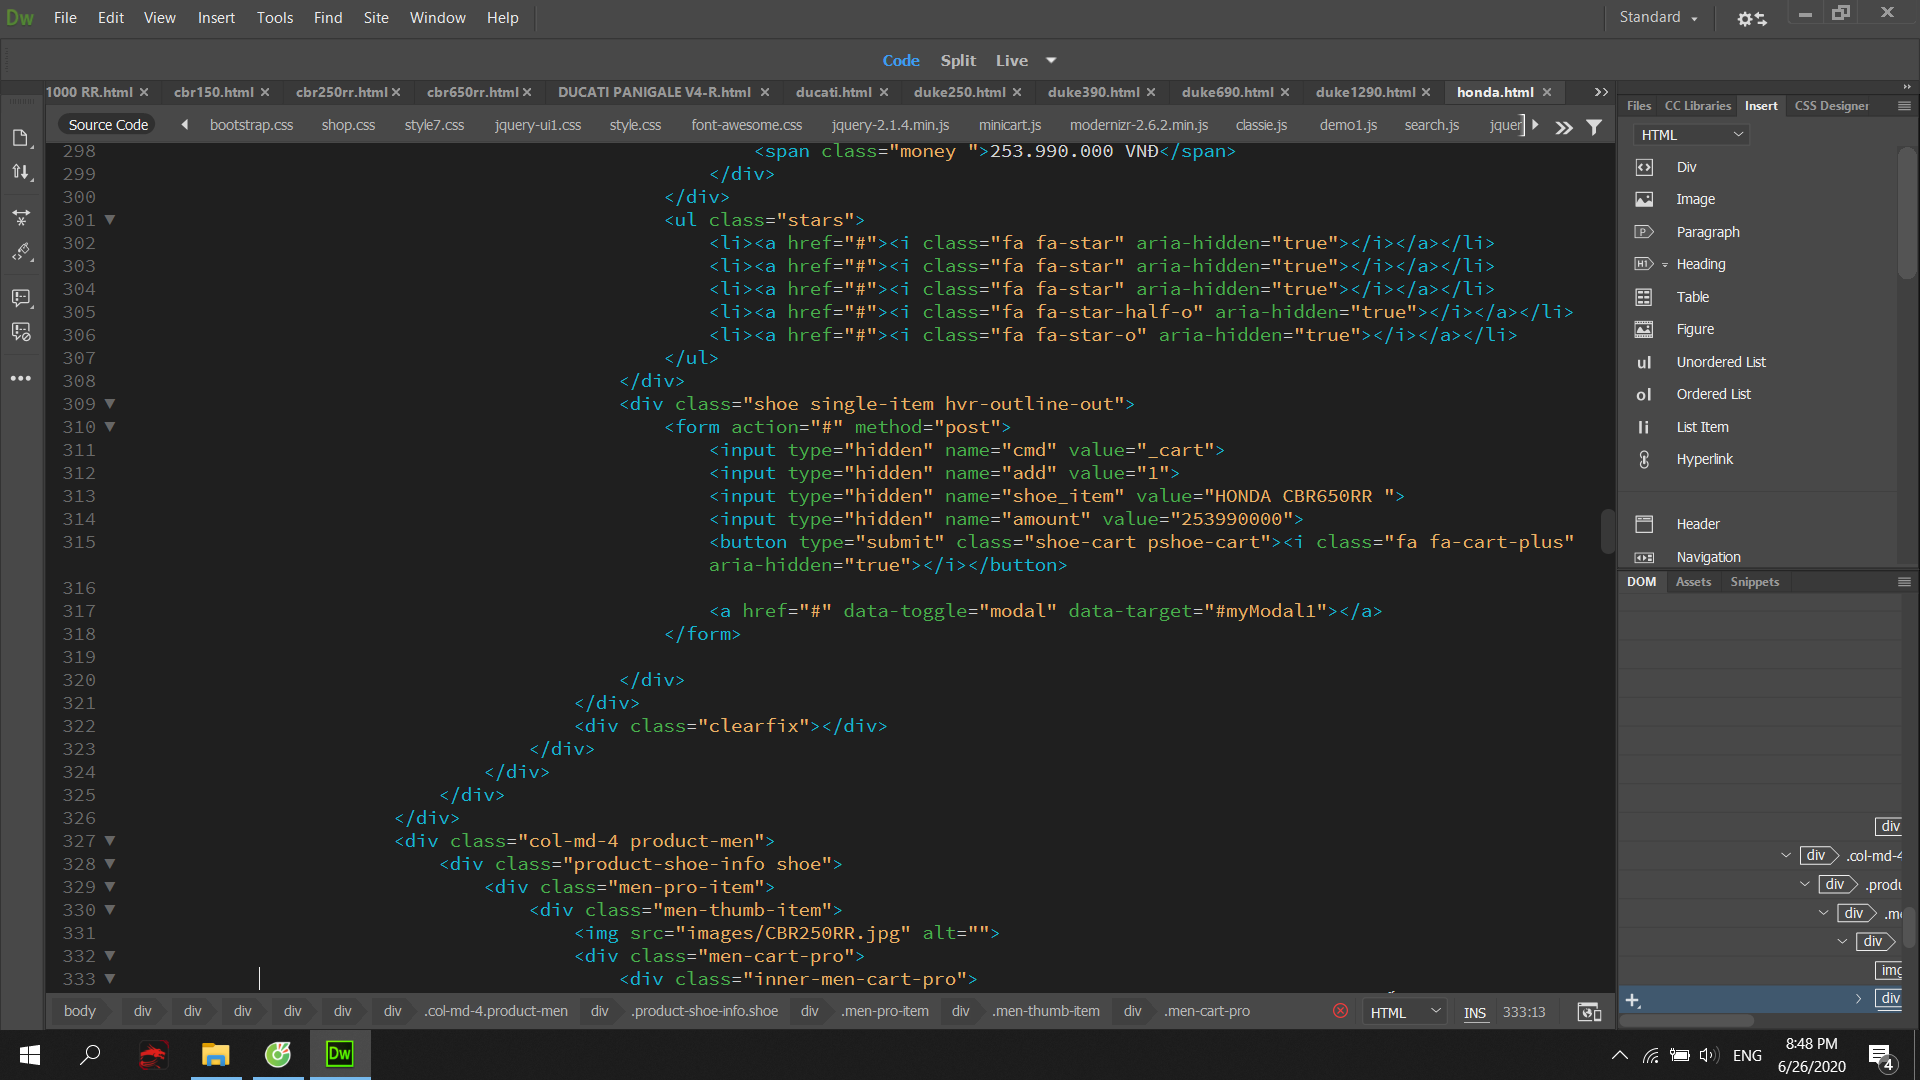 Dw File Edit View Insert Tools Find Site Window Help Standard
Code Split Live
1000 RR.html cbr150.html cbr250rr.html cbr650rr.html DUCATI PANIGALE V4-R.html ducati.html duke250.html duke390.html duke690.html duke1290.html honda.html
Source Code bootstrap.css shop.css style7.css jquery-ui1.css style.css font-awesome.css jquery-2.1.4.min.js minicart.js modernizr-2.6.2.min.js classie.js demo1.js search.js jquer
298 <span class="money ">253.990.000 VNĐ</span>
299 </div>
300 </div>
301 <ul class="stars">
302 <li><a href="#"><i class="fa fa-star" aria-hidden="true"></i></a></li>
303 <li><a href="#"><i class="fa fa-star" aria-hidden="true"></i></a></li>
304 <li><a href="#"><i class="fa fa-star" aria-hidden="true"></i></a></li>
305 <li><a href="#"><i class="fa fa-star-half-o" aria-hidden="true"></i></a></li>
306 <li><a href="#"><i class="fa fa-star-o" aria-hidden="true"></i></a></li>
307 </ul>
308 </div>
309 <div class="shoe single-item hvr-outline-out">
310 <form action="#" method="post">
311 <input type="hidden" name="cmd" value="_cart">
312 <input type="hidden" name="add" value="1">
313 <input type="hidden" name="shoe_item" value="HONDA CBR650RR ">
314 <input type="hidden" name="amount" value="253990000">
315 <button type="submit" class="shoe-cart pshoe-cart"><i class="fa fa-cart-plus"
aria-hidden="true"></i></button>
316
317 <a href="#" data-toggle="modal" data-target="#myModal1"></a>
318 </form>
319
320 </div>
321 </div>
322 <div class="clearfix"></div>
323 </div>
324 </div>
325 </div>
326 </div>
327 <div class="col-md-4 product-men">
328 <div class="product-shoe-info shoe">
329 <div class="men-pro-item">
330 <div class="men-thumb-item">
331 <img src="images/CBR250RR.jpg" alt="">
332 <div class="men-cart-pro">
333 <div class="inner-men-cart-pro">
body div div div div div div .col-md-4.product-men div .product-shoe-info.shoe div .men-pro-item div .men-thumb-item div .men-cart-pro HTML INS 333:13
Files CC Libraries Insert CSS Designer
HTML
Div
Image
P Paragraph
H1 Heading
Table
Figure
ul Unordered List
ol Ordered List
li List Item
Hyperlink
Header
Navigation
DOM Assets Snippets
div
div .col-md-4
div .produ
div .me
div
img
div
Dw ENG 8:48 PM
6/26/2020 4